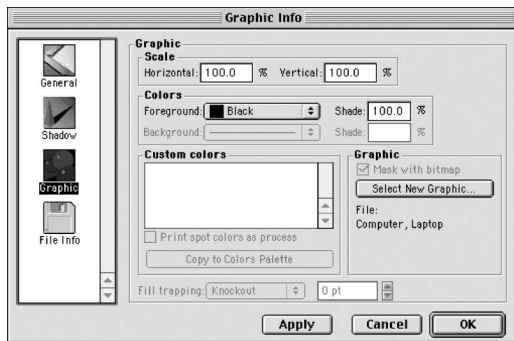 Graphic Info
General
Shadow
Graphic
File Info
Graphic
Scale
Horizontal: 100.0 % Vertical: 100.0 %
Colors
Foreground: Black Shade: 100.0 %
Background: Shade: %
Custom colors
Print spot colors as process
Copy to Colors Palette
Graphic
Mask with bitmap
Select New Graphic...
File:
Computer, Laptop
Fill trapping: Knockout 0 pt
Apply Cancel OK